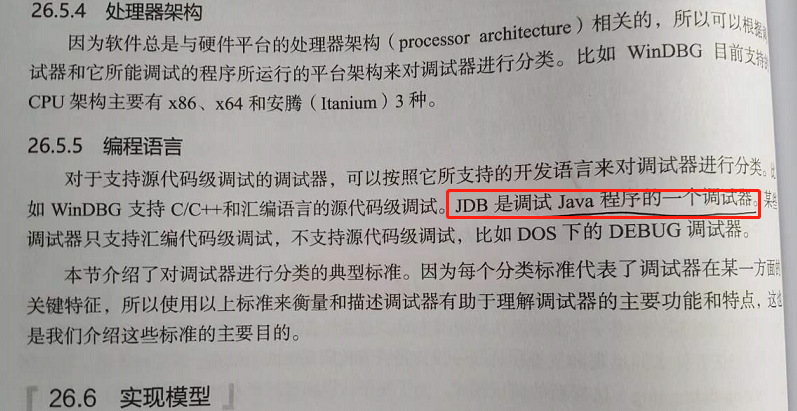 26.5.4 处理器架构
因为软件总是与硬件平台的处理器架构（processor architecture）相关的，所以可以根据
试器和它所能调试的程序所运行的平台架构来对调试器进行分类。比如 WinDBG 目前支持的
CPU 架构主要有 x86、x64 和安腾（Itanium）3 种。
26.5.5 编程语言
对于支持源代码级调试的调试器，可以按照它所支持的开发语言来对调试器进行分类。比
如 WinDBG 支持 C/C++和汇编语言的源代码级调试。JDB 是调试 Java 程序的一个调试器。某些
调试器只支持汇编代码级调试，不支持源代码级调试，比如 DOS 下的 DEBUG 调试器。
本节介绍了对调试器进行分类的典型标准。因为每个分类标准代表了调试器在某一方面的
关键特征，所以使用以上标准来衡量和描述调试器有助于理解调试器的主要功能和特点，这也
是我们介绍这些标准的主要目的。
26.6 实现模型